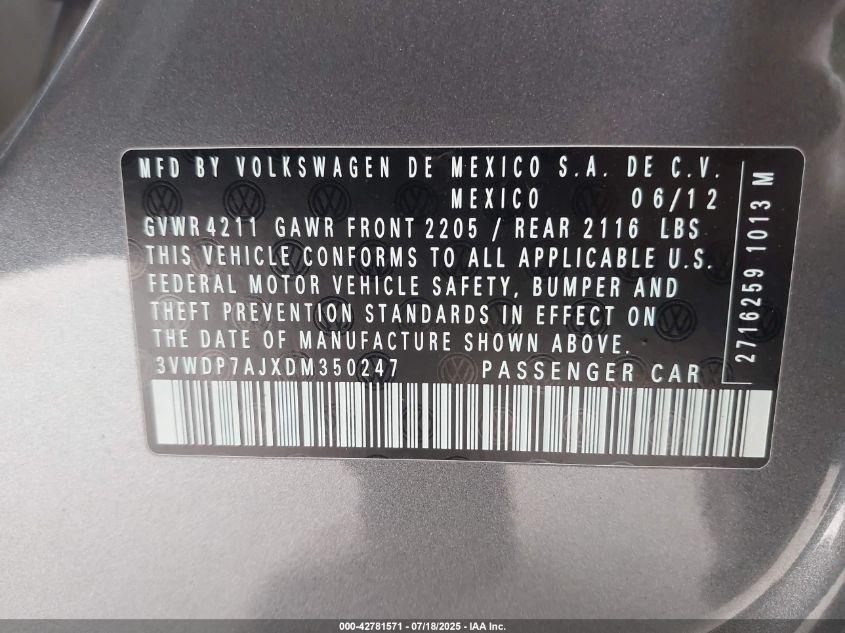 MFD BY VOLKSWAGEN DE MEXICO S.A. DE C.V.
MEXICO 06/12
GVWR 4211 GAWR FRONT 2205 / REAR 2116 LBS
THIS VEHICLE CONFORMS TO ALL APPLICABLE U.S.
FEDERAL MOTOR VEHICLE SAFETY, BUMPER AND
THEFT PREVENTION STANDARDS IN EFFECT ON
THE DATE OF MANUFACTURE SHOWN ABOVE.
3VWDP7AJXDM350247 PASSENGER CAR
2716259 1013 M
000-42781571 | 07/18/2025 - IAA Inc.